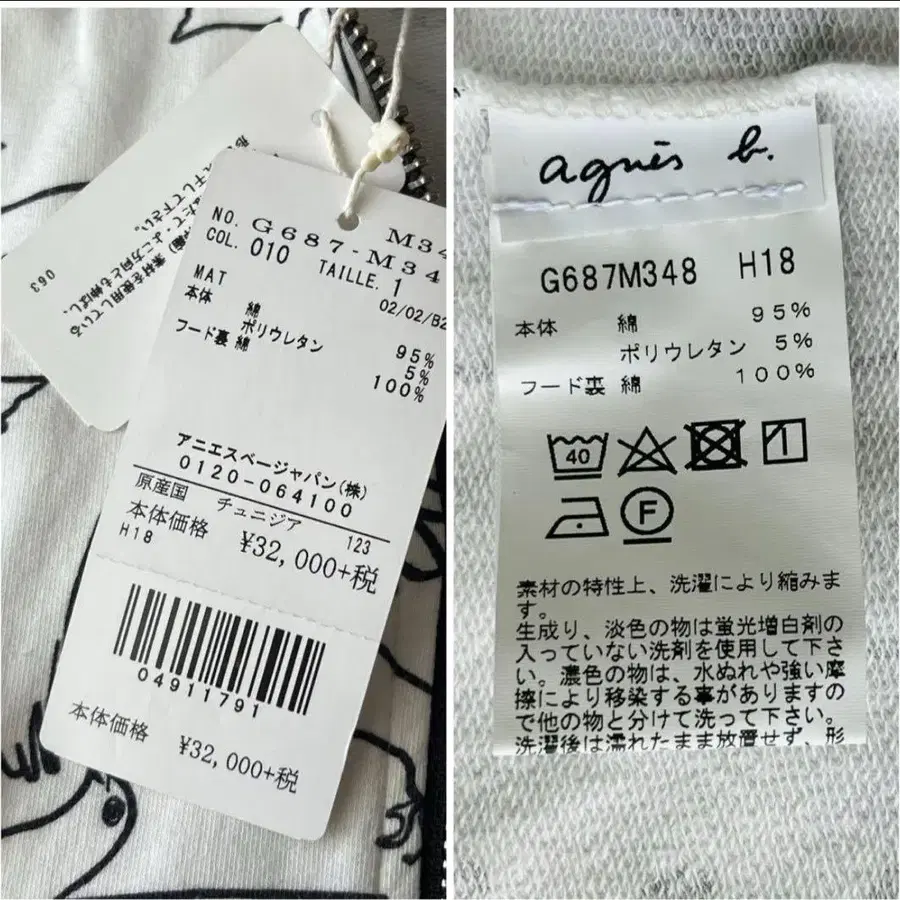 063
NO. G687-M34
M34
COL. 010
TAILLE. 1
MAT
02/02/B2
本体 綿 95%
ポリウレタン 5%
フード裏 綿 100%
アニエスベージャパン(株)
0120-064100
原産国 チュニジア 123
本体価格 ¥32,000+税
H18
04911791
本体価格 ¥32,000+税
agnès b.
G687M348 H18
本体 綿 95%
ポリウレタン 5%
フード裏 綿 100%
40
F
素材の特性上、洗濯により縮みま
す。
生成り、淡色の物は蛍光増白剤の
入っていない洗剤を使用して下さ
い。濃色の物は、水ぬれや強い摩
擦により移染する事がありますの
で他の物と分けて洗って下さい。
洗濯後は濡れたまま放置せず、形